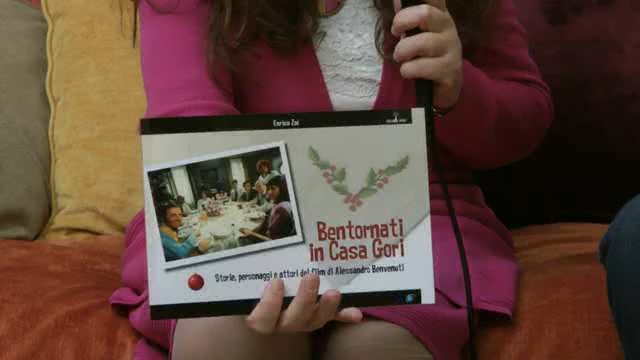 Enrico Zoi
Bentornati
in Casa Gori
Storie, personaggi e attori dei film di Alessandro Benvenuti